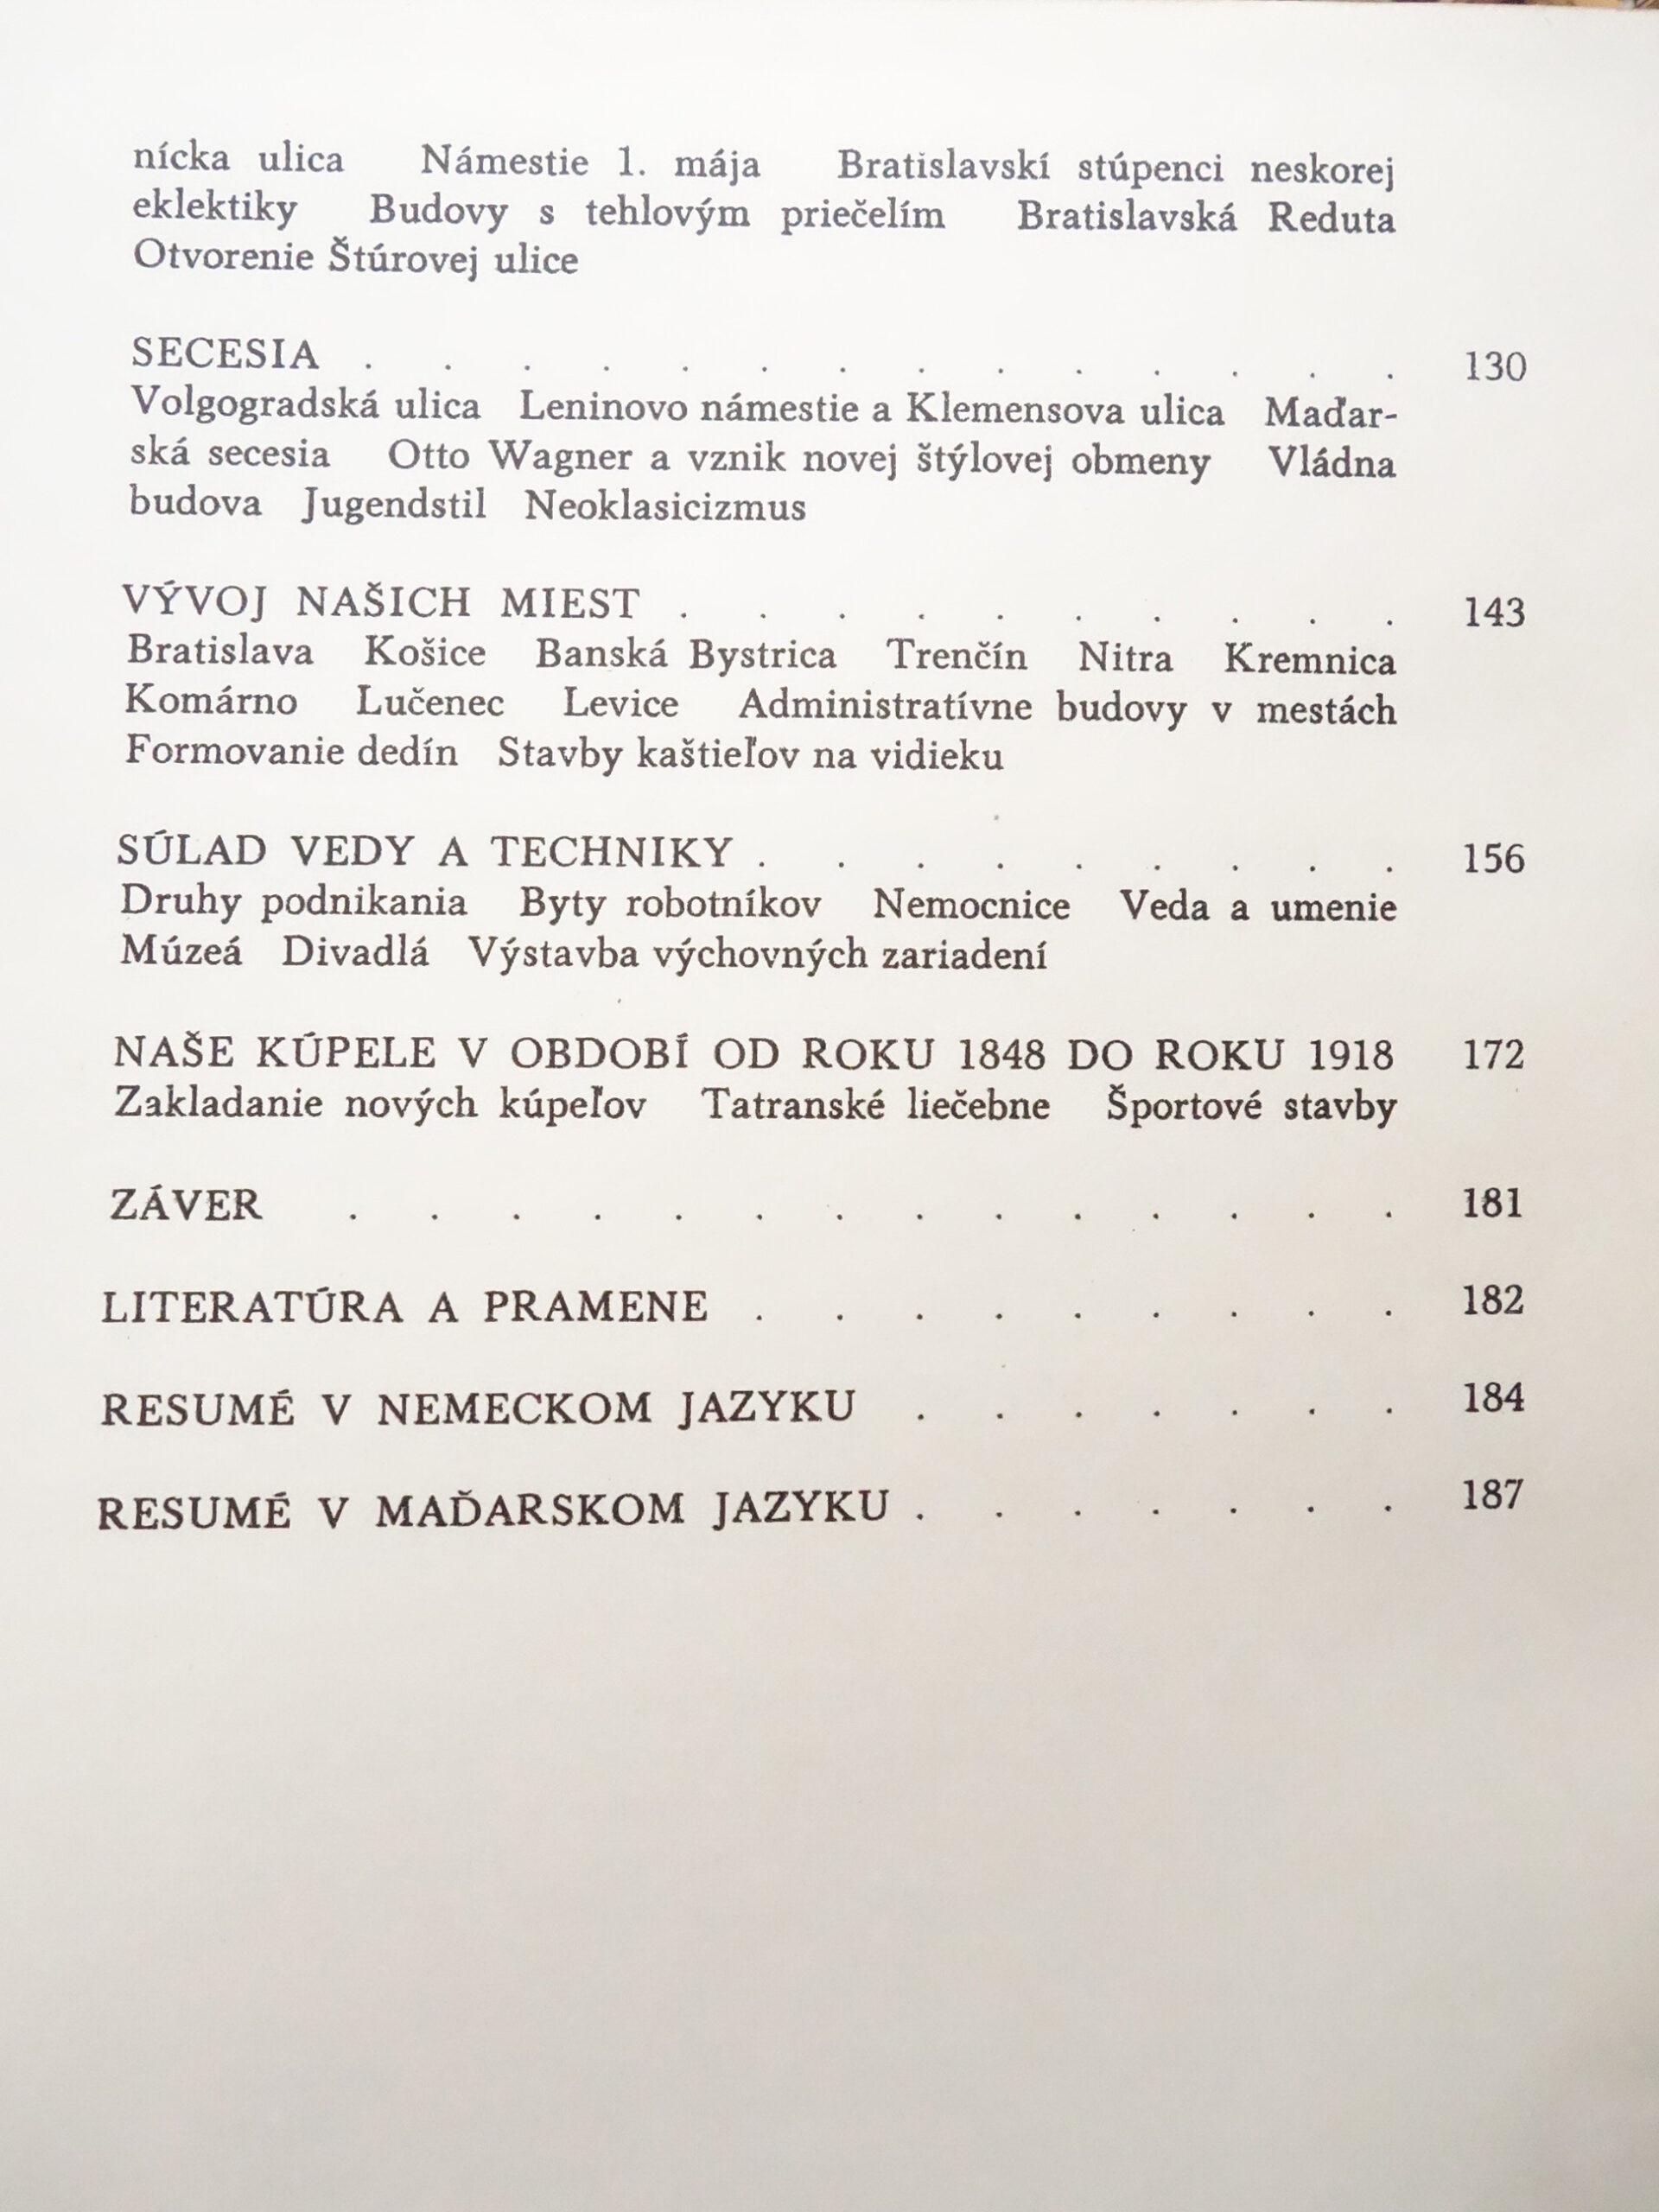 nícka ulica Námestie 1. mája Bratislavskí stúpenci neskorej
eklektiky Budovy s tehlovým priečelím Bratislavská Reduta
Otvorenie Štúrovej ulice
SECESIA . . . . . . . . . . . . . . 130
Volgogradská ulica Leninovo námestie a Klemensova ulica Maďar-
ská secesia Otto Wagner a vznik novej štýlovej obmeny Vládna
budova Jugendstil Neoklasicizmus
VÝVOJ NAŠICH MIEST . . . . . . . . . . 143
Bratislava Košice Banská Bystrica Trenčín Nitra Kremnica
Komárno Lučenec Levice Administratívne budovy v mestách
Formovanie dedín Stavby kaštieľov na vidieku
SÚLAD VEDY A TECHNIKY . . . . . . . . . 156
Druhy podnikania Byty robotníkov Nemocnice Veda a umenie
Múzeá Divadlá Výstavba výchovných zariadení
NAŠE KÚPELE V OBDOBÍ OD ROKU 1848 DO ROKU 1918 172
Zakladanie nových kúpeľov Tatranské liečebne Športové stavby
ZÁVER . . . . . . . . . . . . . . 181
LITERATÚRA A PRAMENE . . . . . . . . . 182
RESUMÉ V NEMECKOM JAZYKU . . . . . . . 184
RESUMÉ V MAĎARSKOM JAZYKU . . . . . . . 187